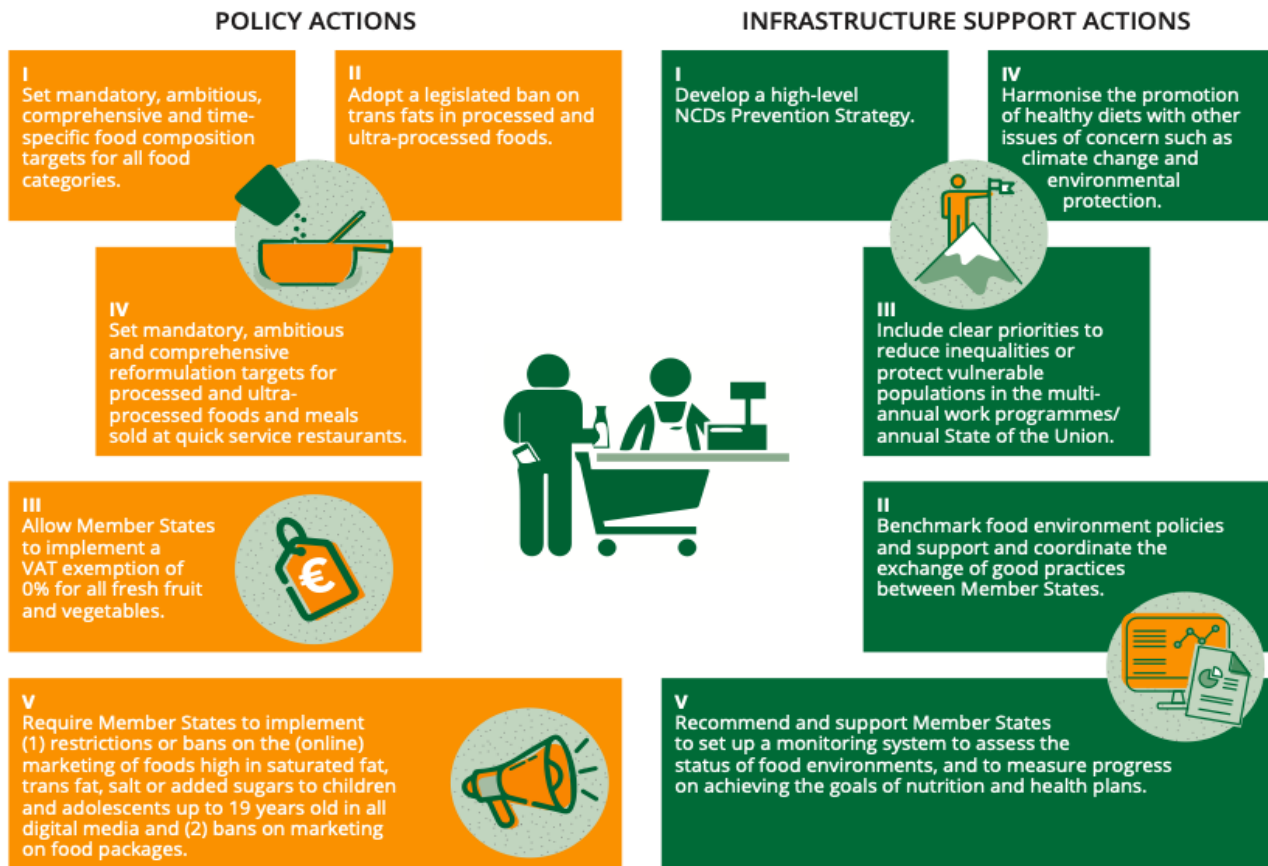 POLICY ACTIONS
I
Set mandatory, ambitious,
comprehensive and time-
specific food composition
targets for all food
categories.
II
Adopt a legislated ban on
trans fats in processed and
ultra-processed foods.
IV
Set mandatory, ambitious
and comprehensive
reformulation targets for
processed and ultra-
processed foods and meals
sold at quick service restaurants.
III
Allow Member States
to implement a
VAT exemption of
0% for all fresh fruit
and vegetables.
€
V
Require Member States to implement
(1) restrictions or bans on the (online)
marketing of foods high in saturated fat,
trans fat, salt or added sugars to children
and adolescents up to 19 years old in all
digital media and (2) bans on marketing
on food packages.
INFRASTRUCTURE SUPPORT ACTIONS
I
Develop a high-level
NCDs Prevention Strategy.
IV
Harmonise the promotion
of healthy diets with other
issues of concern such as
climate change and
environmental
protection.
III
Include clear priorities to
reduce inequalities or
protect vulnerable
populations in the multi-
annual work programmes/
annual State of the Union.
II
Benchmark food environment policies
and support and coordinate the
exchange of good practices
between Member States.
V
Recommend and support Member States
to set up a monitoring system to assess the
status of food environments, and to measure progress
on achieving the goals of nutrition and health plans.